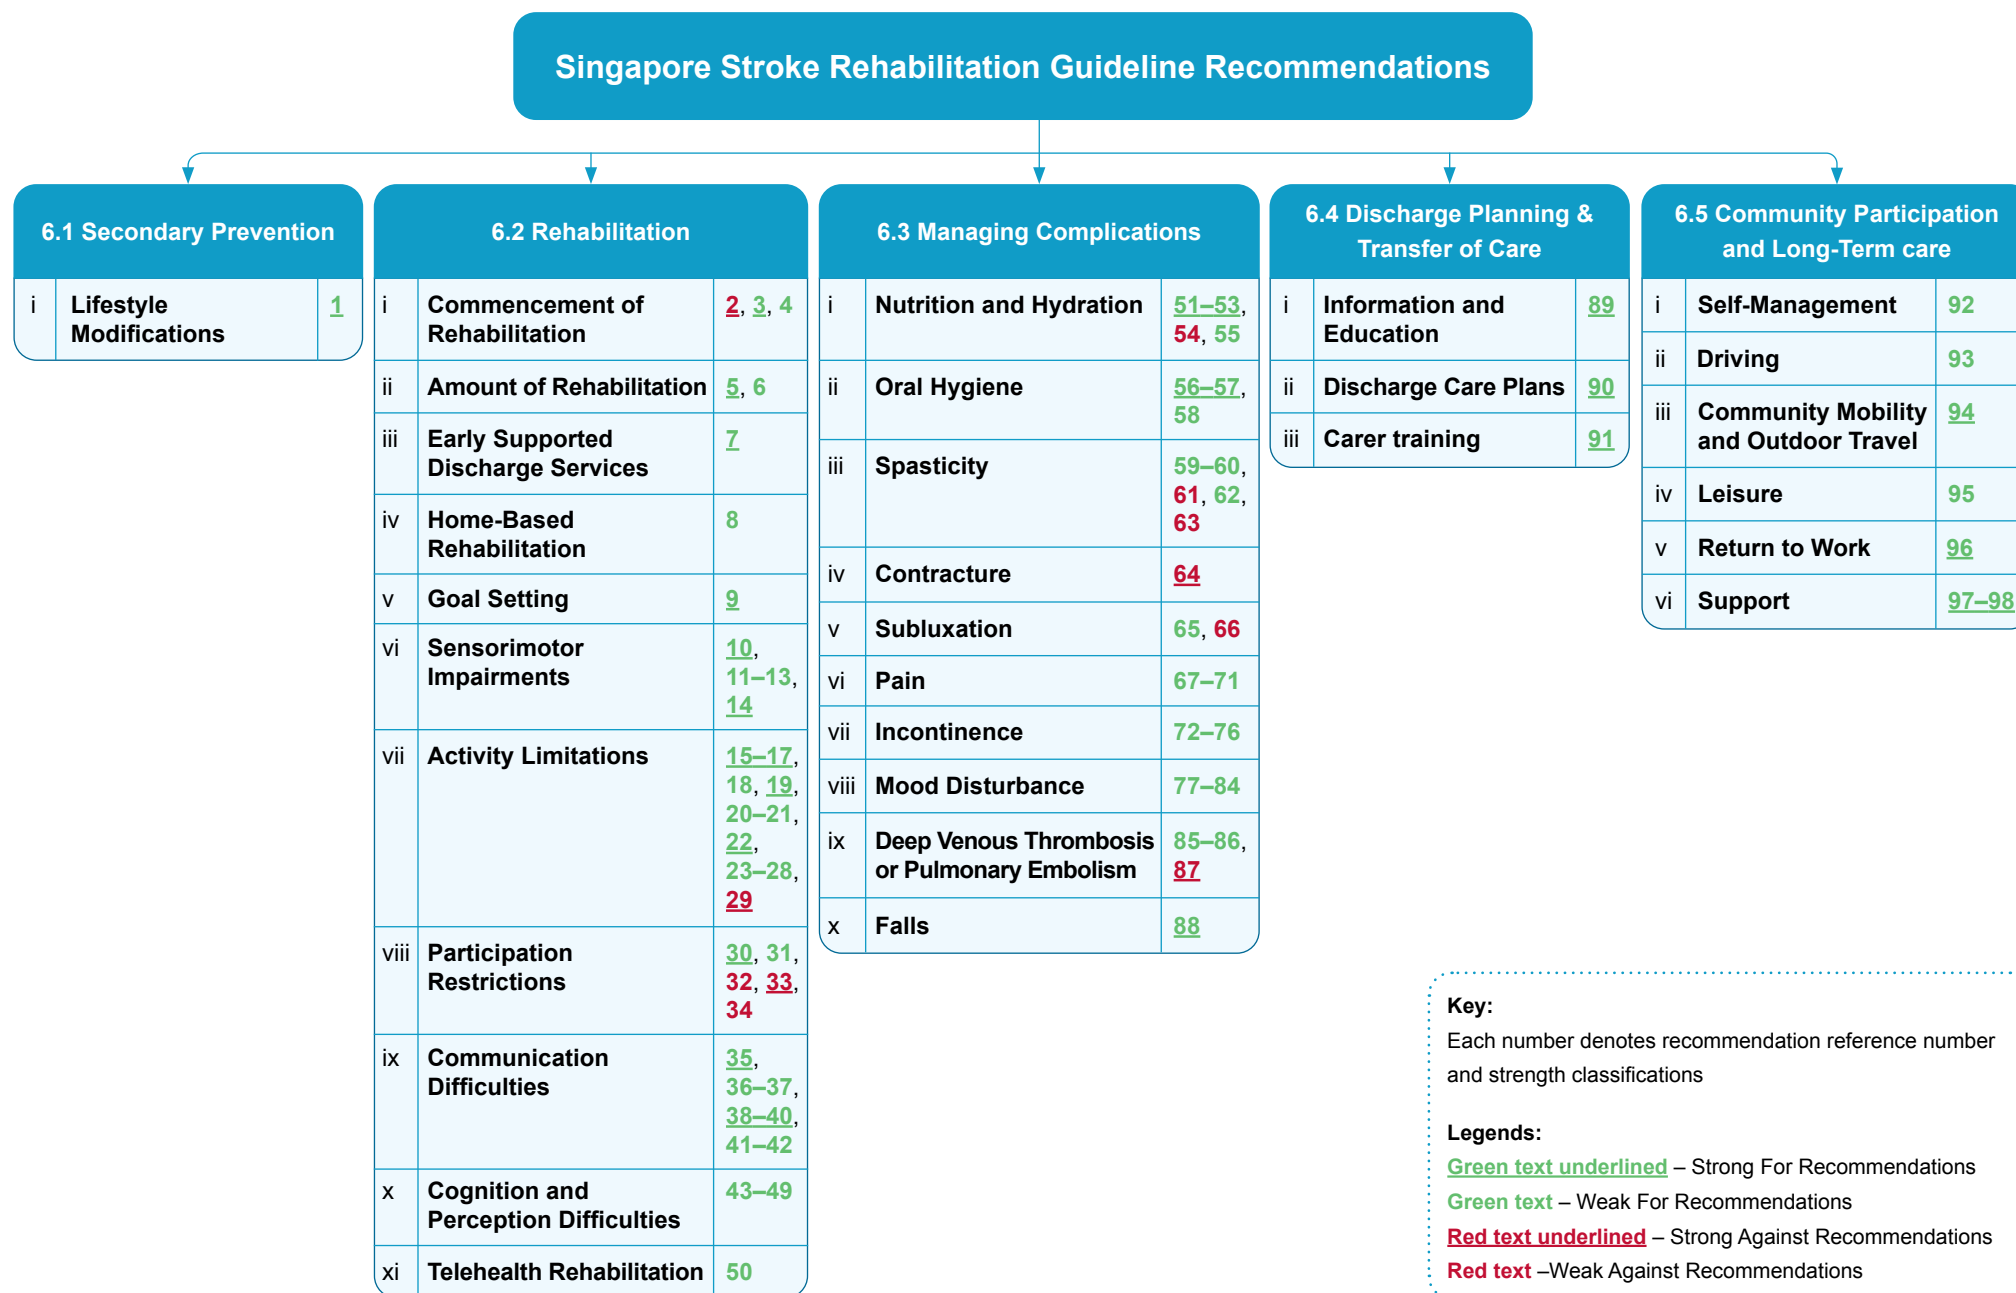 Singapore Stroke Rehabilitation Guideline Recommendations
6.1 Secondary Prevention
i Lifestyle 1
Modifications
6.2 Rehabilitation
i Commencement of 2, 3, 4
Rehabilitation
ii Amount of Rehabilitation 5, 6
iii Early Supported 7
Discharge Services
iv Home-Based 8
Rehabilitation
v Goal Setting 9
vi Sensorimotor 10,
Impairments 11–13,
14
vii Activity Limitations 15–17,
18, 19,
20–21,
22,
23–28,
29
viii Participation 30, 31,
Restrictions 32, 33,
34
ix Communication 35,
Difficulties 36–37,
38–40,
41–42
x Cognition and 43–49
Perception Difficulties
xi Telehealth Rehabilitation 50
6.3 Managing Complications
i Nutrition and Hydration 51–53,
54, 55
ii Oral Hygiene 56–57,
58
iii Spasticity 59–60,
61, 62,
63
iv Contracture 64
v Subluxation 65, 66
vi Pain 67–71
vii Incontinence 72–76
viii Mood Disturbance 77–84
ix Deep Venous Thrombosis 85–86,
or Pulmonary Embolism 87
x Falls 88
6.4 Discharge Planning &
Transfer of Care
i Information and 89
Education
ii Discharge Care Plans 90
iii Carer training 91
6.5 Community Participation
and Long-Term care
i Self-Management 92
ii Driving 93
iii Community Mobility 94
and Outdoor Travel
iv Leisure 95
v Return to Work 96
vi Support 97–98
Key:
Each number denotes recommendation reference number
and strength classifications
Legends:
Green text underlined – Strong For Recommendations
Green text – Weak For Recommendations
Red text underlined – Strong Against Recommendations
Red text –Weak Against Recommendations